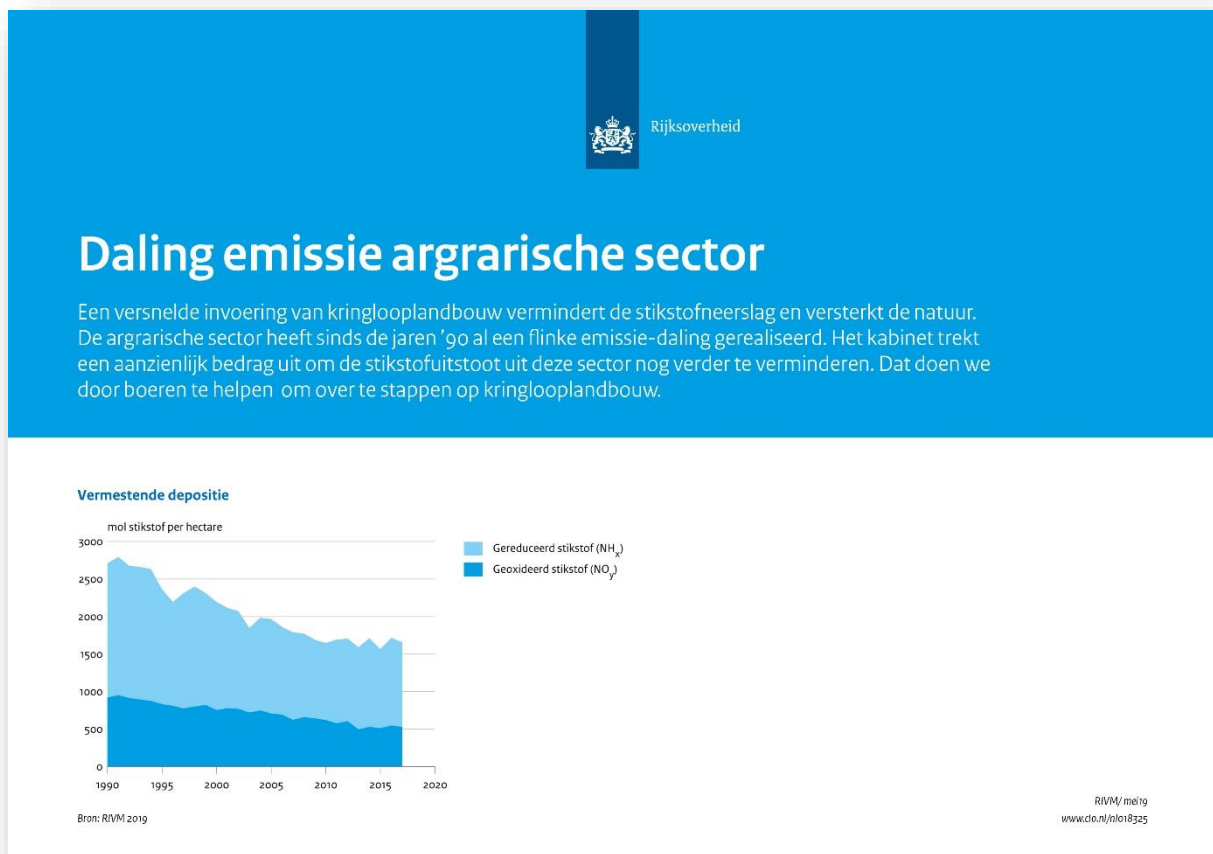 Rijksoverheid
Daling emissie argrarische sector
Een versnelde invoering van kringlooplandbouw vermindert de stikstofneerslag en versterkt de natuur.
De argrarische sector heeft sinds de jaren ’90 al een flinke emissie-daling gerealiseerd. Het kabinet trekt
een aanzienlijk bedrag uit om de stikstofuitstoot uit deze sector nog verder te verminderen. Dat doen we
door boeren te helpen om over te stappen op kringlooplandbouw.
Vermestende depositie
mol stikstof per hectare
3000
2500
2000
1500
1000
500
0
1990 1995 2000 2005 2010 2015 2020
Gereduceerd stikstof (NHx)
Geoxideerd stikstof (NOy)
Bron: RIVM 2019
RIVM/ mei19
www.clo.nl/nl018325